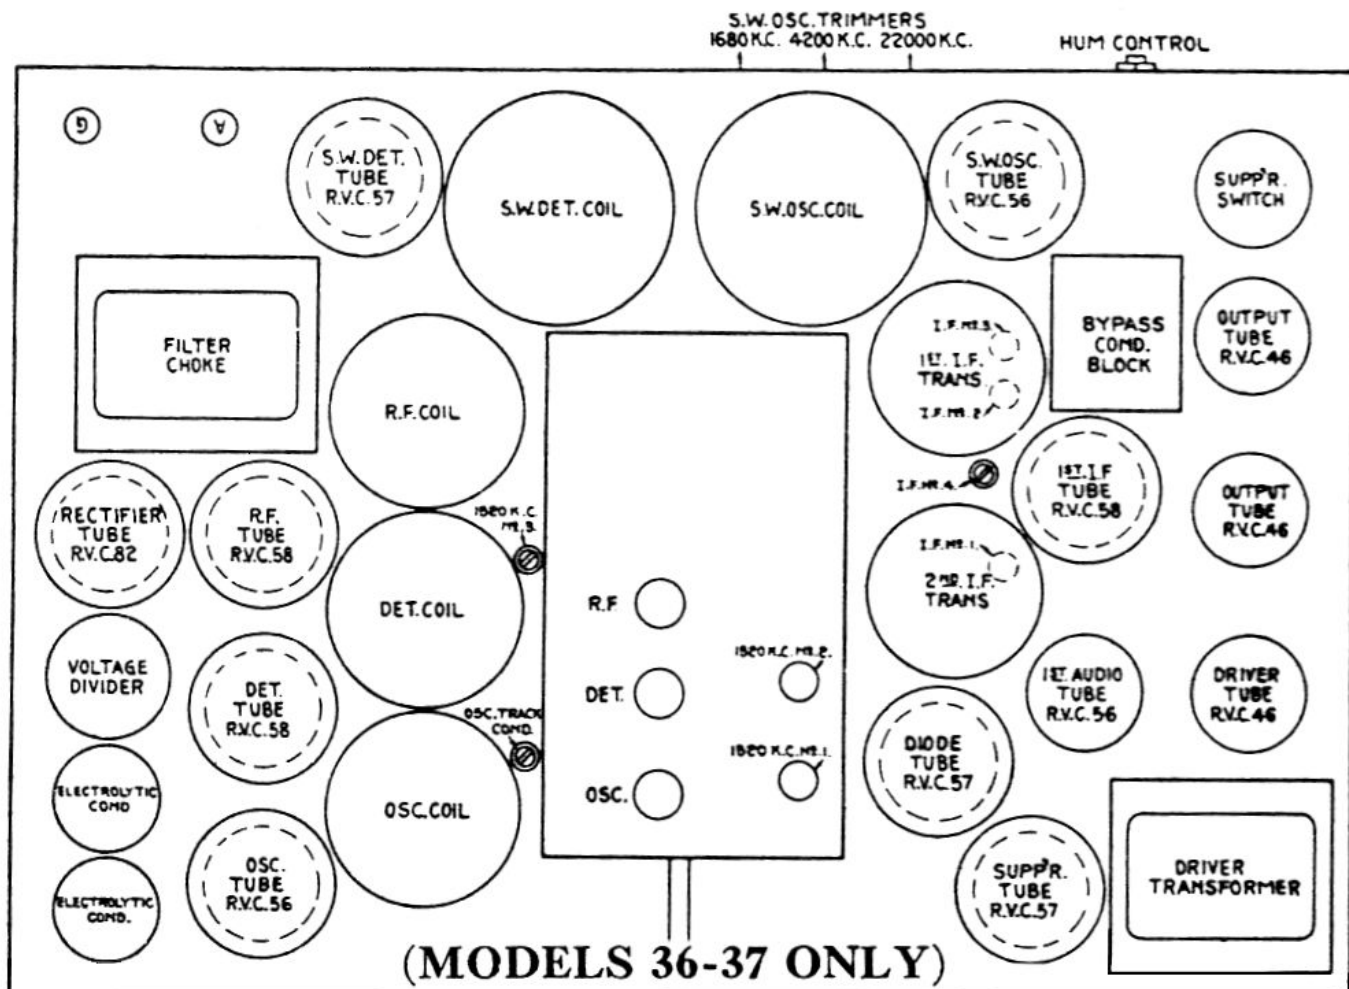 S.W. OSC. TRIMMERS
1680 K.C. 4200 K.C. 22000 K.C.
HUM CONTROL
G
A
S.W. DET.
TUBE
R.V.C. 57
S.W. DET. COIL
S.W. OSC. COIL
S.W. OSC.
TUBE
R.V.C. 56
SUPP'R.
SWITCH
FILTER
CHOKE
R.F. COIL
I.F. Nº. 3.
1ST. I.F.
TRANS.
I.F. Nº. 2.
BYPASS
COND.
BLOCK
OUTPUT
TUBE
R.V.C. 46
RECTIFIER
TUBE
R.V.C. 82
R.F.
TUBE
R.V.C. 58
1520 K.C.
Nº. 3.
I.F. Nº. 4.
1ST. I.F
TUBE
R.V.C. 58
OUTPUT
TUBE
R.V.C. 46
DET. COIL
R.F.
I.F. Nº. 1.
2ND. I.F.
TRANS
VOLTAGE
DIVIDER
DET.
TUBE
R.V.C. 58
OSC. TRACK
COND.
DET.
1520 K.C. Nº. 2.
1ST. AUDIO
TUBE
R.V.C. 56
DRIVER
TUBE
R.V.C. 46
ELECTROLYTIC
COND
OSC. COIL
OSC.
1520 K.C. Nº. 1.
DIODE
TUBE
R.V.C. 57
ELECTROLYTIC
COND.
OSC.
TUBE
R.V.C. 56
SUPP'R.
TUBE
R.V.C. 57
DRIVER
TRANSFORMER
(MODELS 36-37 ONLY)